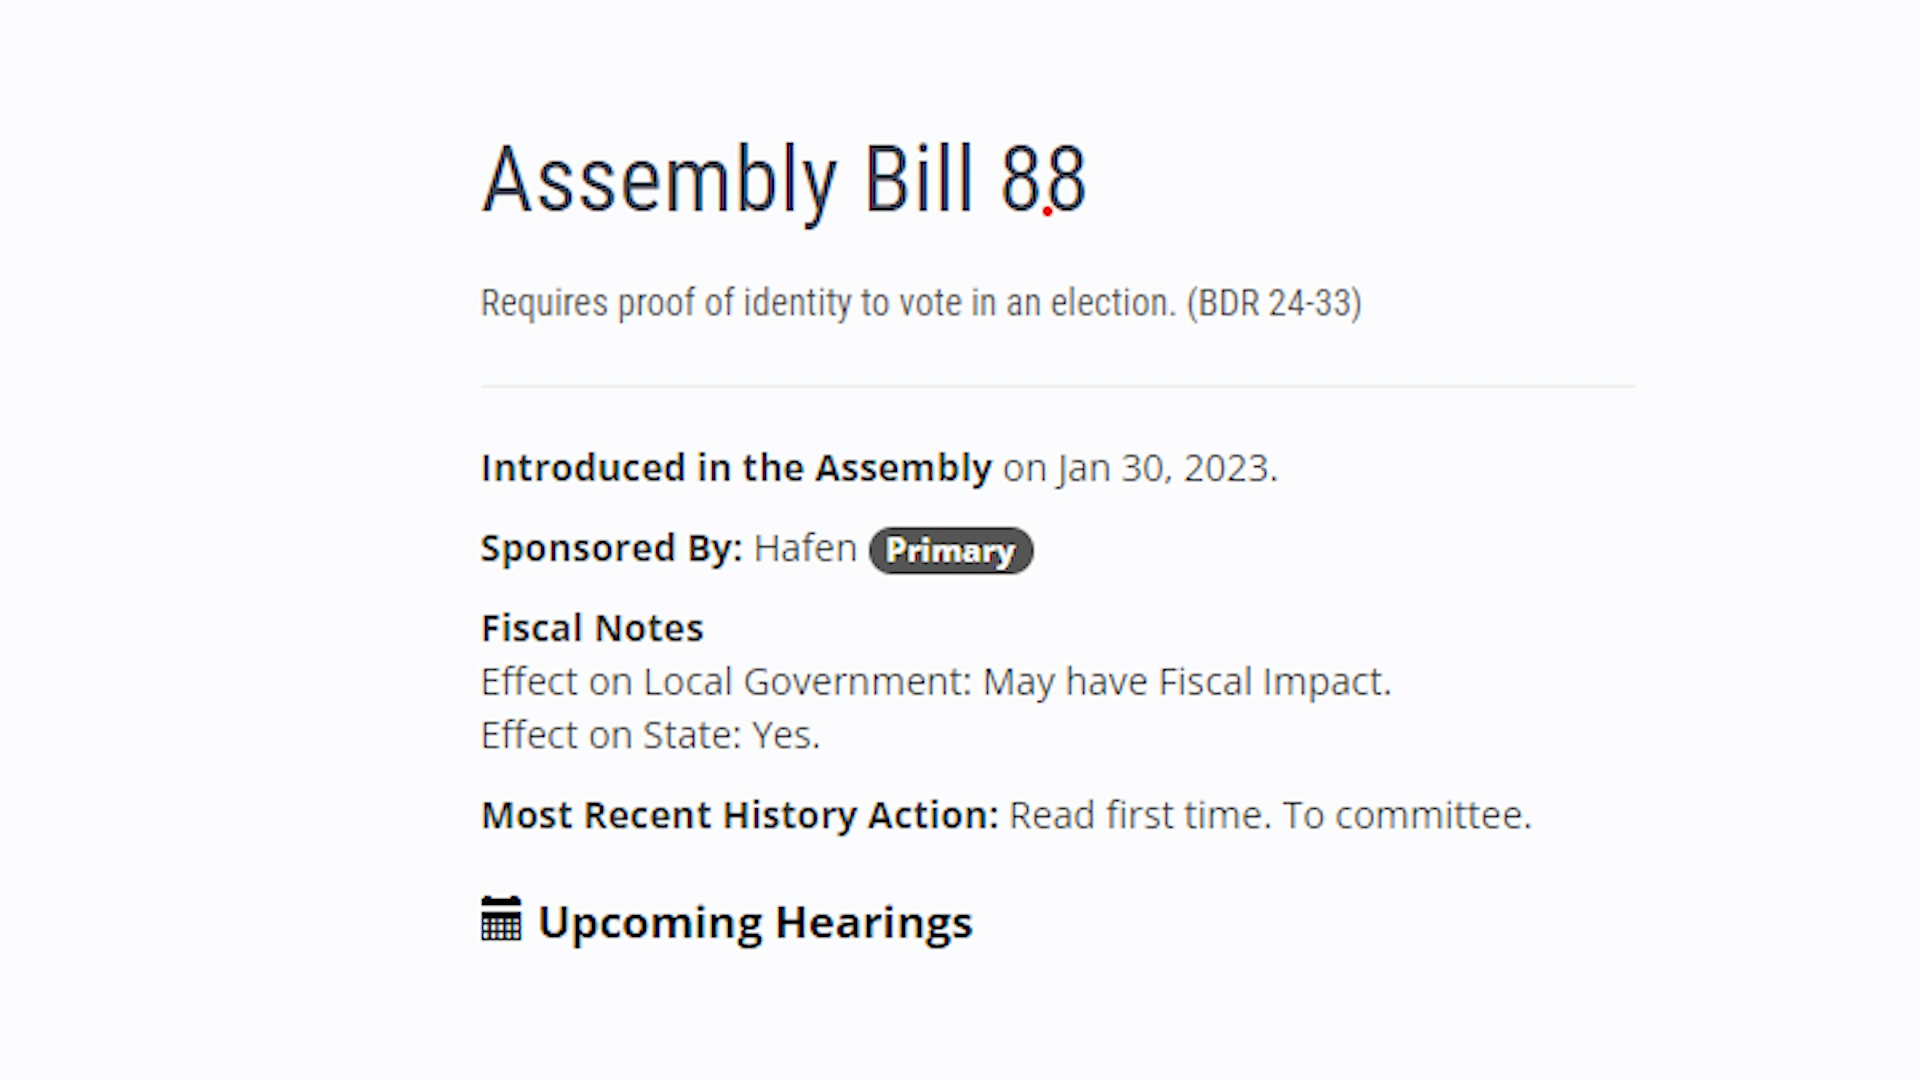 Assembly Bill 88
Requires proof of identity to vote in an election. (BDR 24-33)
Introduced in the Assembly on Jan 30, 2023.
Sponsored By: Hafen Primary
Fiscal Notes
Effect on Local Government: May have Fiscal Impact.
Effect on State: Yes.
Most Recent History Action: Read first time. To committee.
Upcoming Hearings